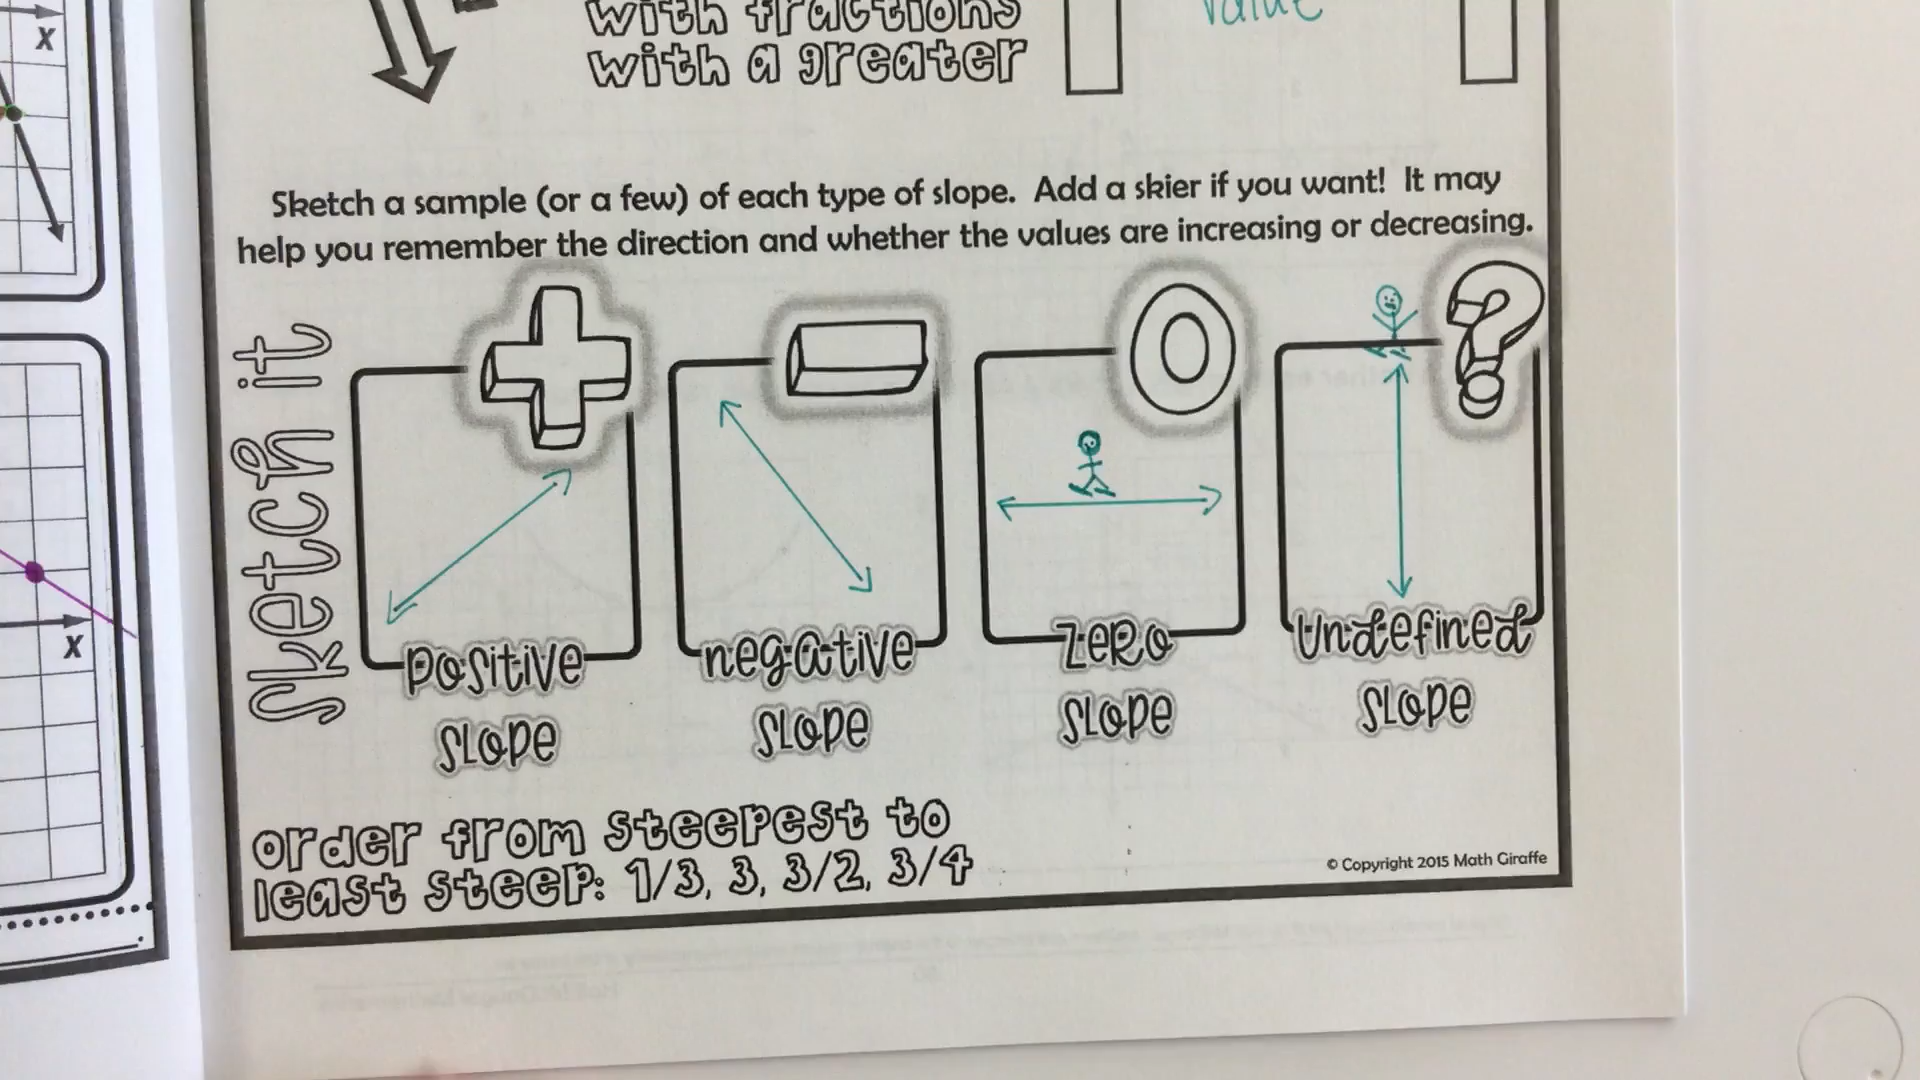 X
with fractions
with a greater
value
Sketch a sample (or a few) of each type of slope. Add a skier if you want! It may
help you remember the direction and whether the values are increasing or decreasing.
sketch it
+
-
0
?
positive
slope
negative
slope
zero
slope
undefined
slope
X
order from steepest to
least steep: 1/3, 3, 3/2, 3/4
© Copyright 2015 Math Giraffe